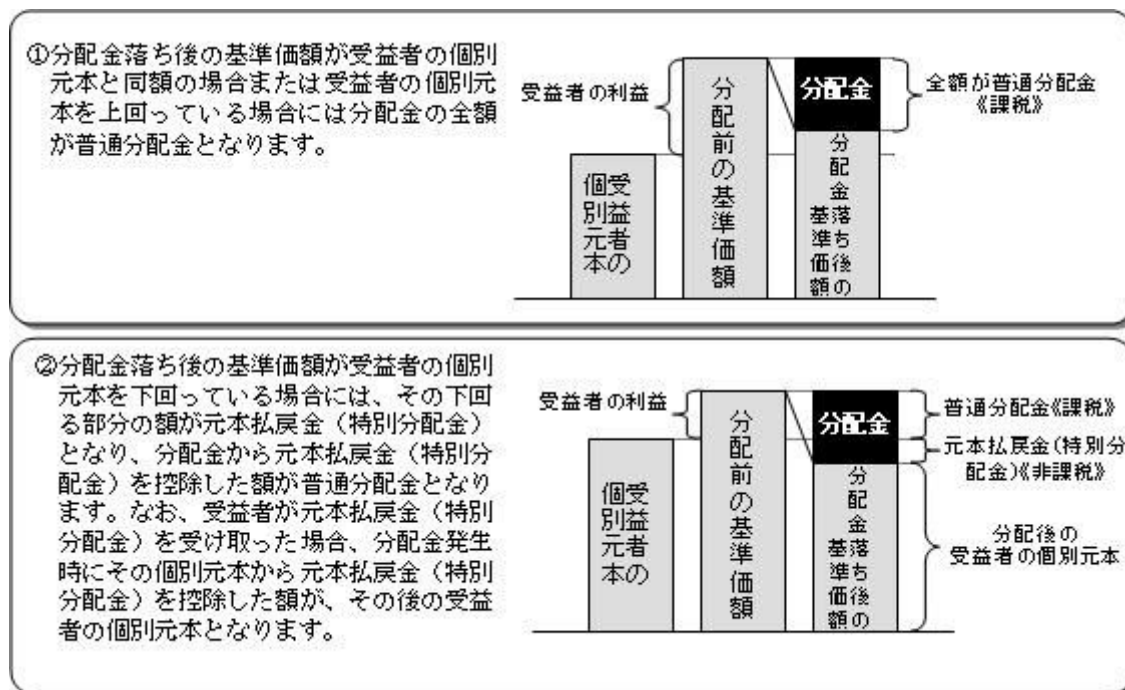 ①分配金落ち後の基準価額が受益者の個別
元本と同額の場合または受益者の個別元
本を上回っている場合には分配金の全額
が普通分配金となります。
受益者の利益
受益者の
個別元本
分配前の基準価額
分配金
分配金落ち後の
基準価額
全額が普通分配金
《課税》
②分配金落ち後の基準価額が受益者の個別
元本を下回っている場合には、その下回
る部分の額が元本払戻金（特別分配金）
となり、分配金から元本払戻金（特別分
配金）を控除した額が普通分配金となり
ます。なお、受益者が元本払戻金（特別
分配金）を受け取った場合、分配金発生
時にその個別元本から元本払戻金（特別
分配金）を控除した額が、その後の受益
者の個別元本となります。
受益者の利益
受益者の
個別元本
分配前の基準価額
分配金
分配金落ち後の
基準価額
普通分配金《課税》
元本払戻金(特別分
配金)《非課税》
分配後の
受益者の個別元本